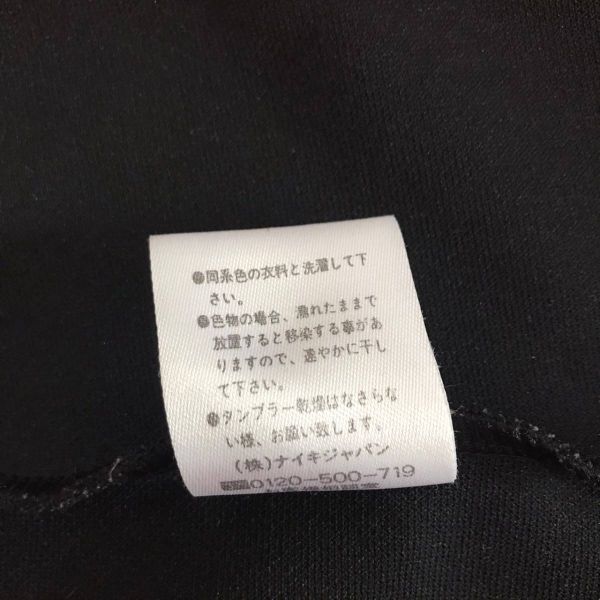 ●同系色の衣料と洗濯して下
さい。
●色物の場合、濡れたままで
放置すると移染する事があ
りますので、速やかに干し
て下さい。
●タンブラー乾燥はなさらな
い様、お願い致します。
(株)ナイキジャパン
0120-500-719